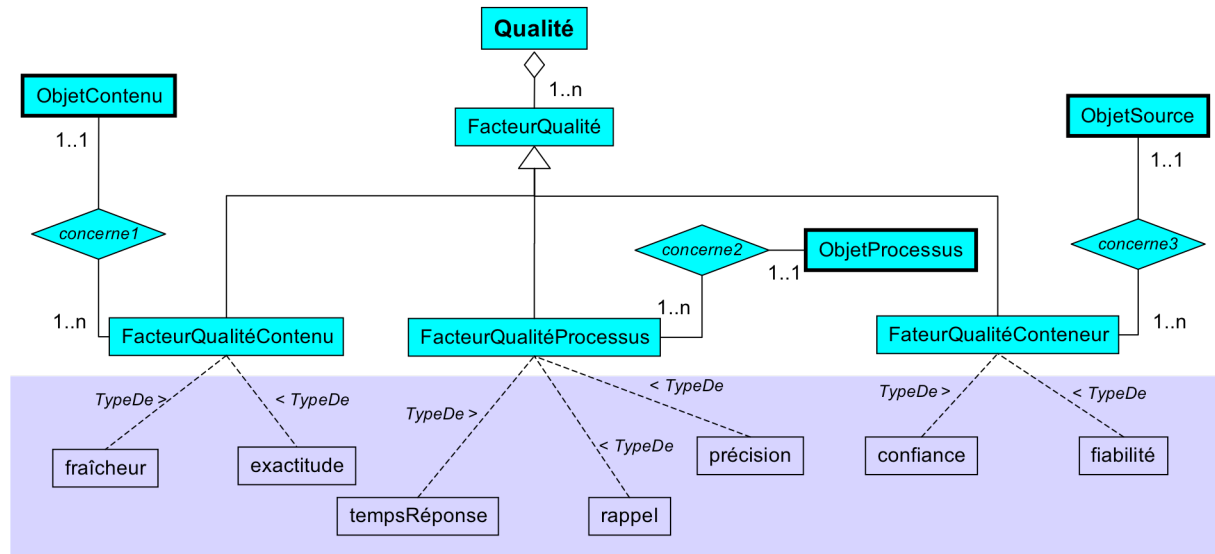 Qualité
1..n
ObjetContenu
FacteurQualité
ObjetSource
1..1
1..1
concerne1
concerne2
ObjetProcessus
concerne3
1..1
1..n
1..n
1..n
FacteurQualitéContenu
FacteurQualitéProcessus
FateurQualitéConteneur
TypeDe >
< TypeDe
TypeDe >
< TypeDe
< TypeDe
TypeDe >
< TypeDe
fraîcheur
exactitude
précision
confiance
fiabilité
tempsRéponse
rappel